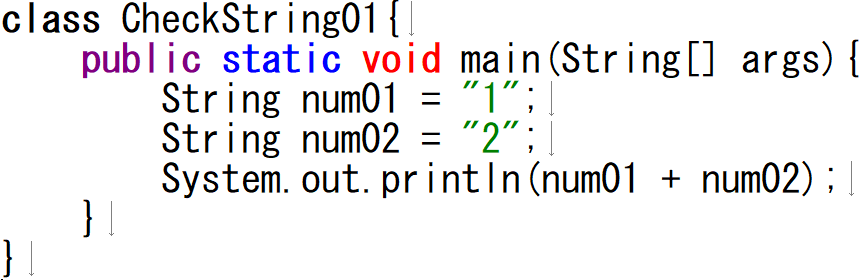 class CheckString01{
    public static void main(String[] args){
        String num01 = "1";
        String num02 = "2";
        System.out.println(num01 + num02);
    }
}